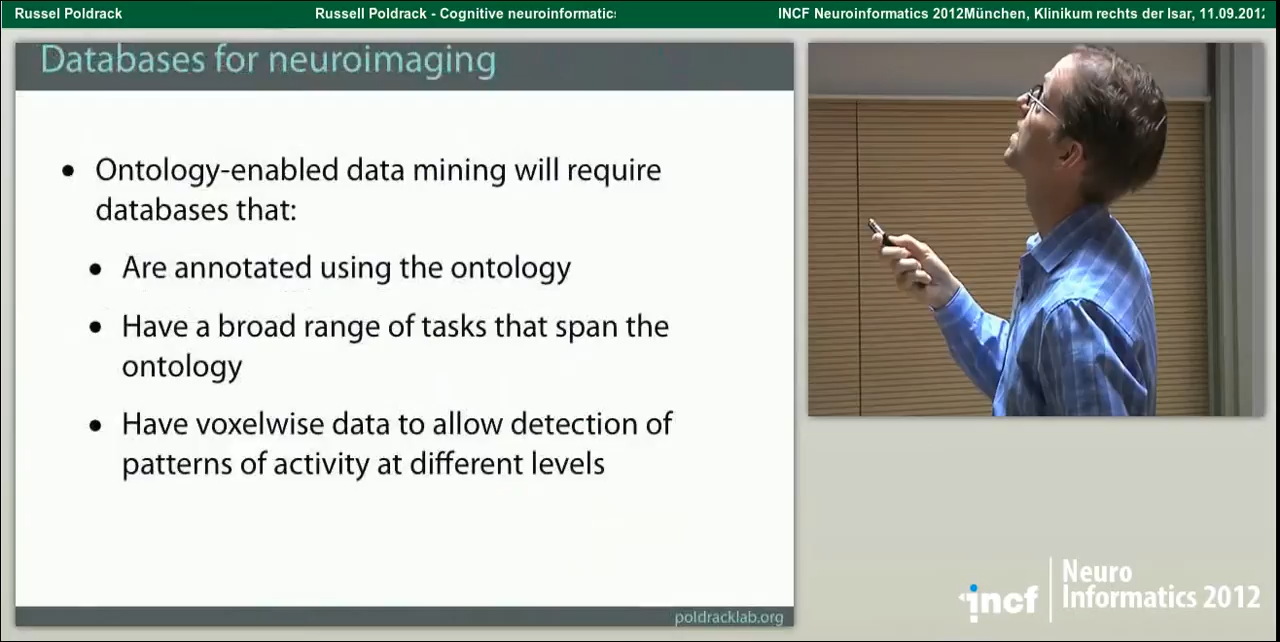 Russel Poldrack
Russell Poldrack - Cognitive neuroinformatics
INCF Neuroinformatics 2012München, Klinikum rechts der Isar, 11.09.2012
Databases for neuroimaging
• Ontology-enabled data mining will require
databases that:
• Are annotated using the ontology
• Have a broad range of tasks that span the
ontology
• Have voxelwise data to allow detection of
patterns of activity at different levels
poldracklab.org
incf
Neuro
Informatics 2012